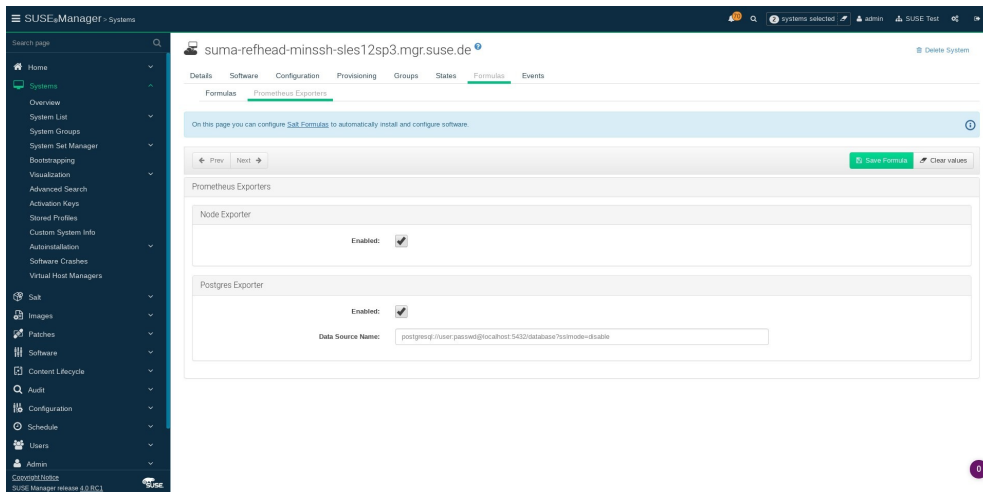 SUSE Manager > Systems
70
2 systems selected
admin
SUSE Test
Search page
Home
Systems
Overview
System List
System Groups
System Set Manager
Bootstrapping
Visualization
Advanced Search
Activation Keys
Stored Profiles
Custom System Info
Autoinstallation
Software Crashes
Virtual Host Managers
Salt
Images
Patches
Software
Content Lifecycle
Audit
Configuration
Schedule
Users
Admin
Copyright Notice
SUSE Manager release 4.0 RC1
SUSE
suma-refhead-minssh-sles12sp3.mgr.suse.de ?
Delete System
Details Software Configuration Provisioning Groups States Formulas Events
Formulas Prometheus Exporters
On this page you can configure Salt Formulas to automatically install and configure software.
Prev Next
Save Formula Clear values
Prometheus Exporters
Node Exporter
Enabled:
Postgres Exporter
Enabled:
Data Source Name: postgresql://user:passwd@localhost:5432/database?sslmode=disable
0